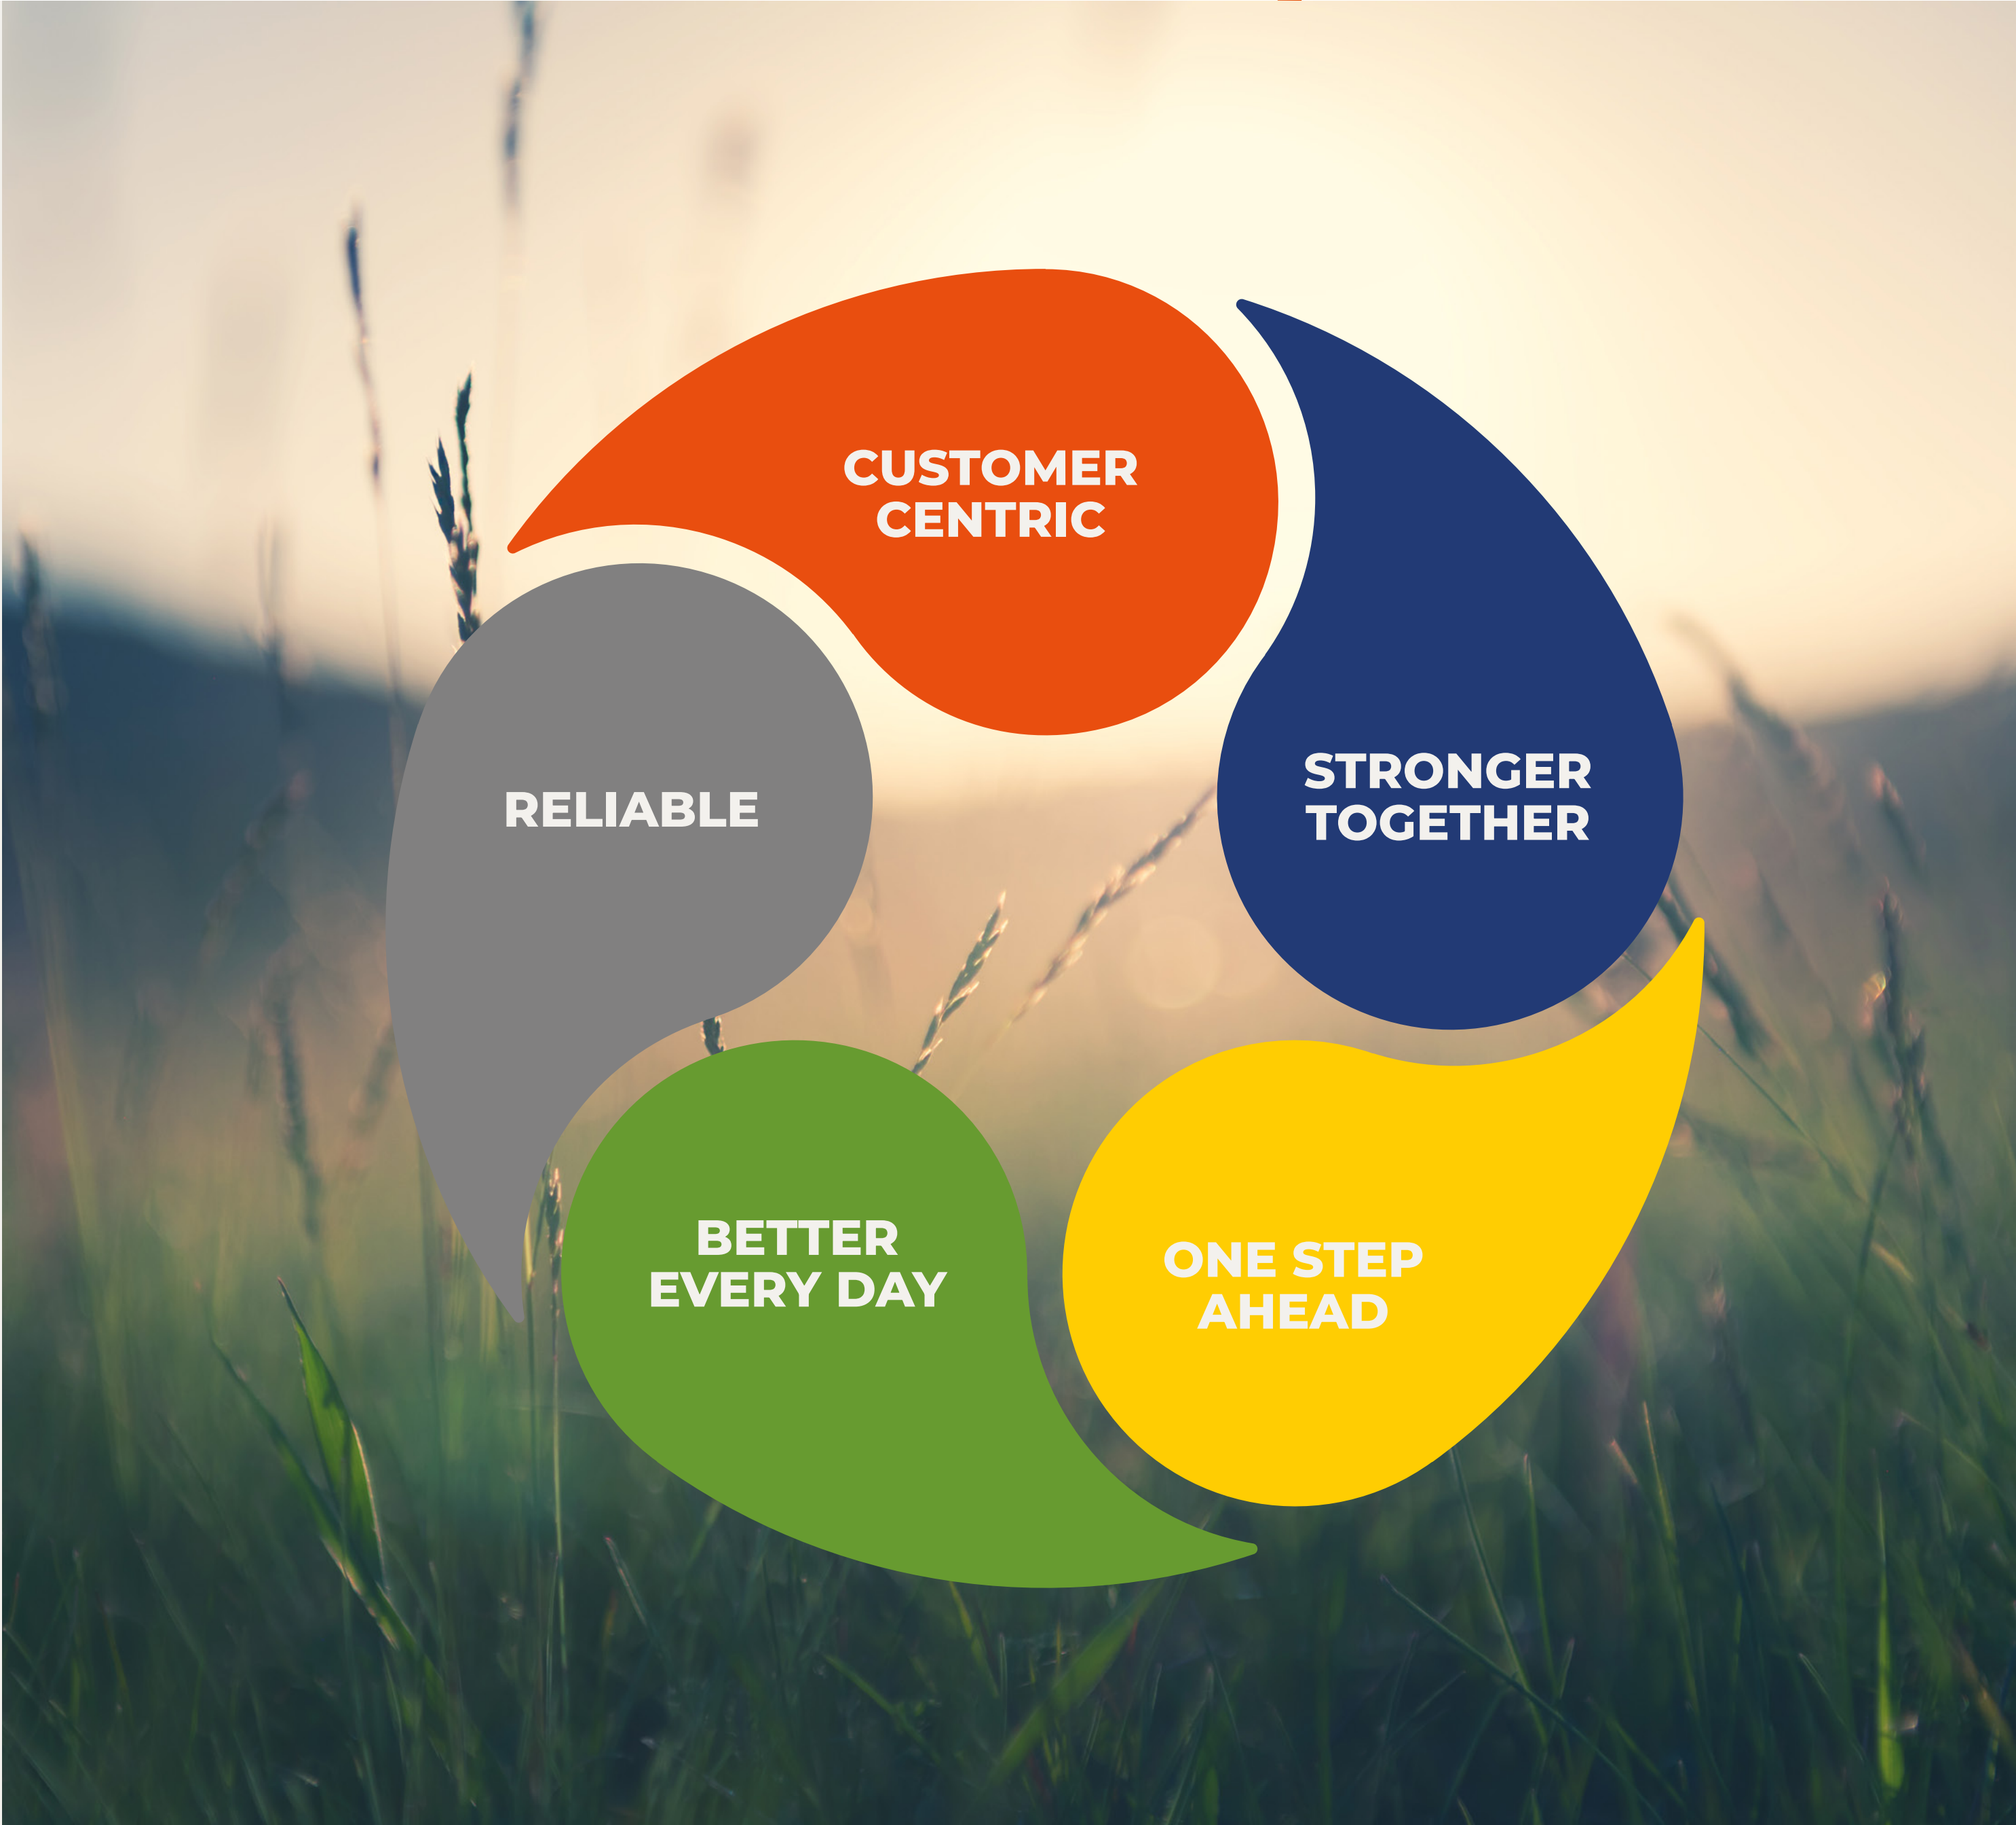 CUSTOMER
CENTRIC
STRONGER
TOGETHER
RELIABLE
BETTER
EVERY DAY
ONE STEP
AHEAD